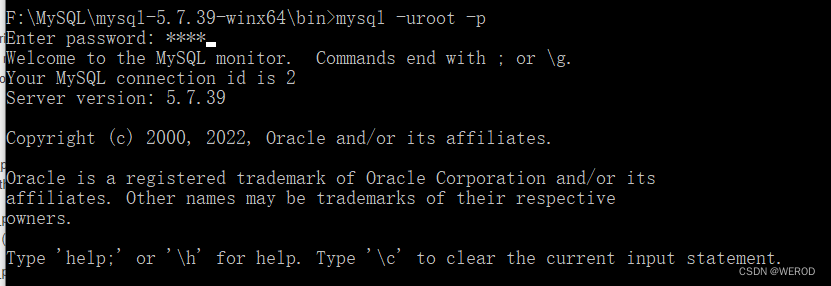 F:\MySQL\mysql-5.7.39-winx64\bin>mysql -uroot -p
Enter password: ****
Welcome to the MySQL monitor.  Commands end with ; or \g.
Your MySQL connection id is 2
Server version: 5.7.39
Copyright (c) 2000, 2022, Oracle and/or its affiliates.
Oracle is a registered trademark of Oracle Corporation and/or its
affiliates. Other names may be trademarks of their respective
owners.
Type 'help;' or '\h' for help. Type '\c' to clear the current input statement.
CSDN @WEROD